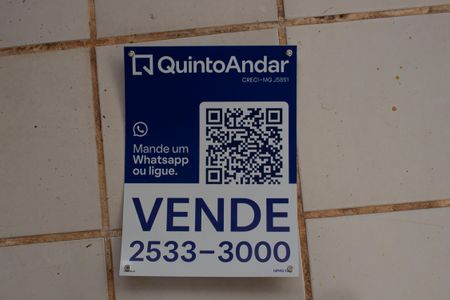 QuintoAndar
CRECI-MG J5851
Mande um
Whatsapp
ou ligue.
VENDE
2533-3000